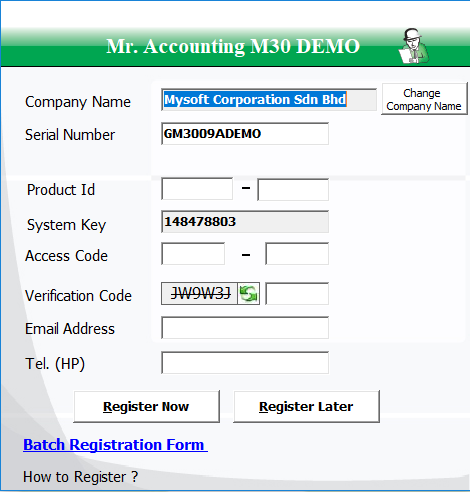 Mr. Accounting M30 DEMO
Company Name Mysoft Corporation Sdn Bhd Change Company Name
Serial Number GM3009ADEMO
Product Id –
System Key 148478803
Access Code –
Verification Code JW9W3J
Email Address
Tel. (HP)
Register Now Register Later
Batch Registration Form
How to Register ?